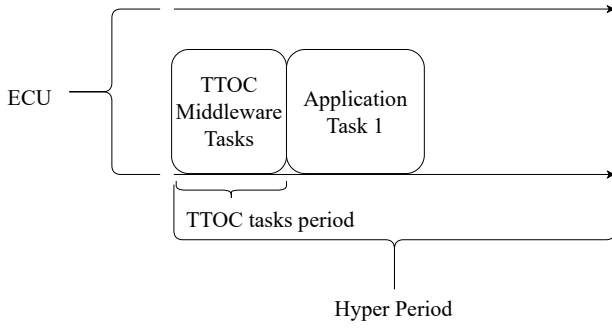 ECU
TTOC
Middleware
Tasks
Application
Task 1
TTOC tasks period
Hyper Period